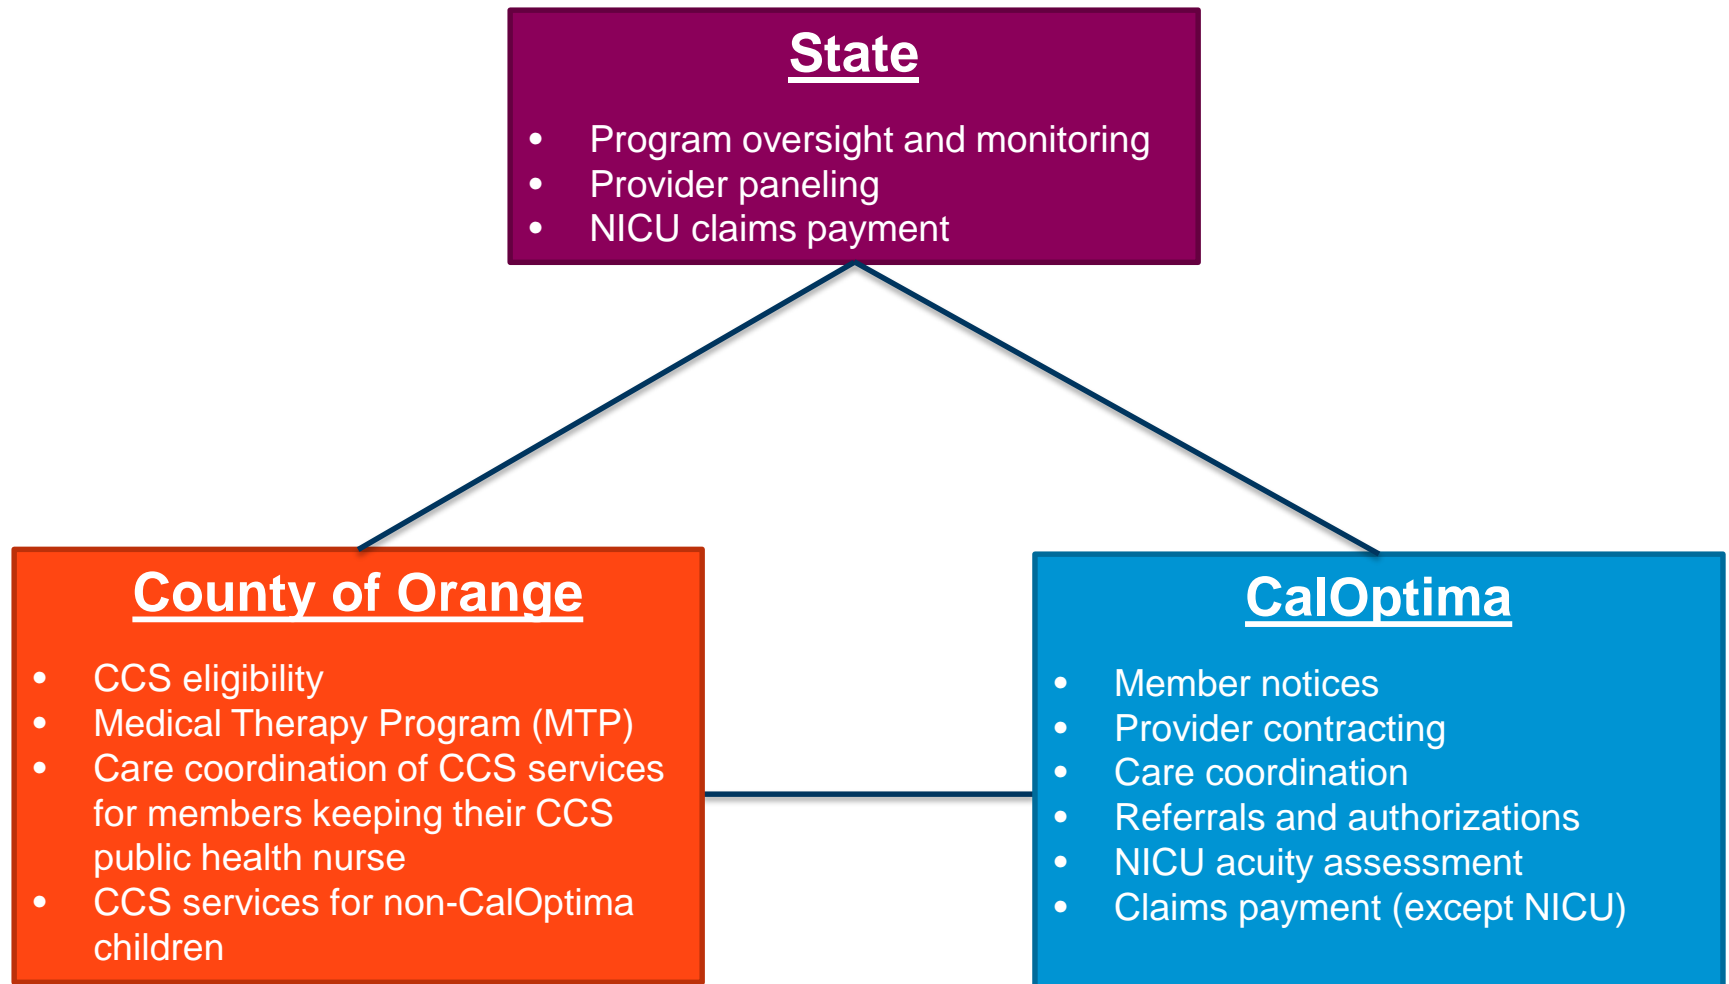 State
• Program oversight and monitoring
• Provider paneling
• NICU claims payment
County of Orange
• CCS eligibility
• Medical Therapy Program (MTP)
• Care coordination of CCS services
for members keeping their CCS
public health nurse
• CCS services for non-CalOptima
children
CalOptima
• Member notices
• Provider contracting
• Care coordination
• Referrals and authorizations
• NICU acuity assessment
• Claims payment (except NICU)